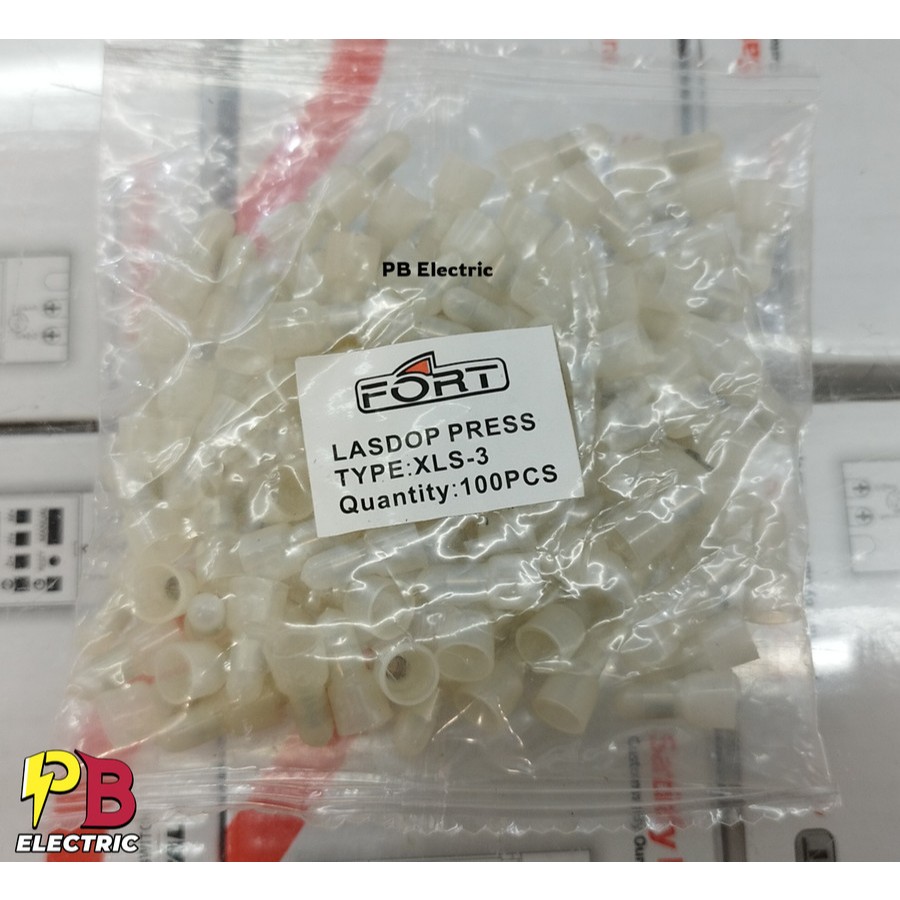 PB Electric
FORT
LASDOP PRESS
TYPE:XLS-3
Quantity:100PCS
PB
ELECTRIC